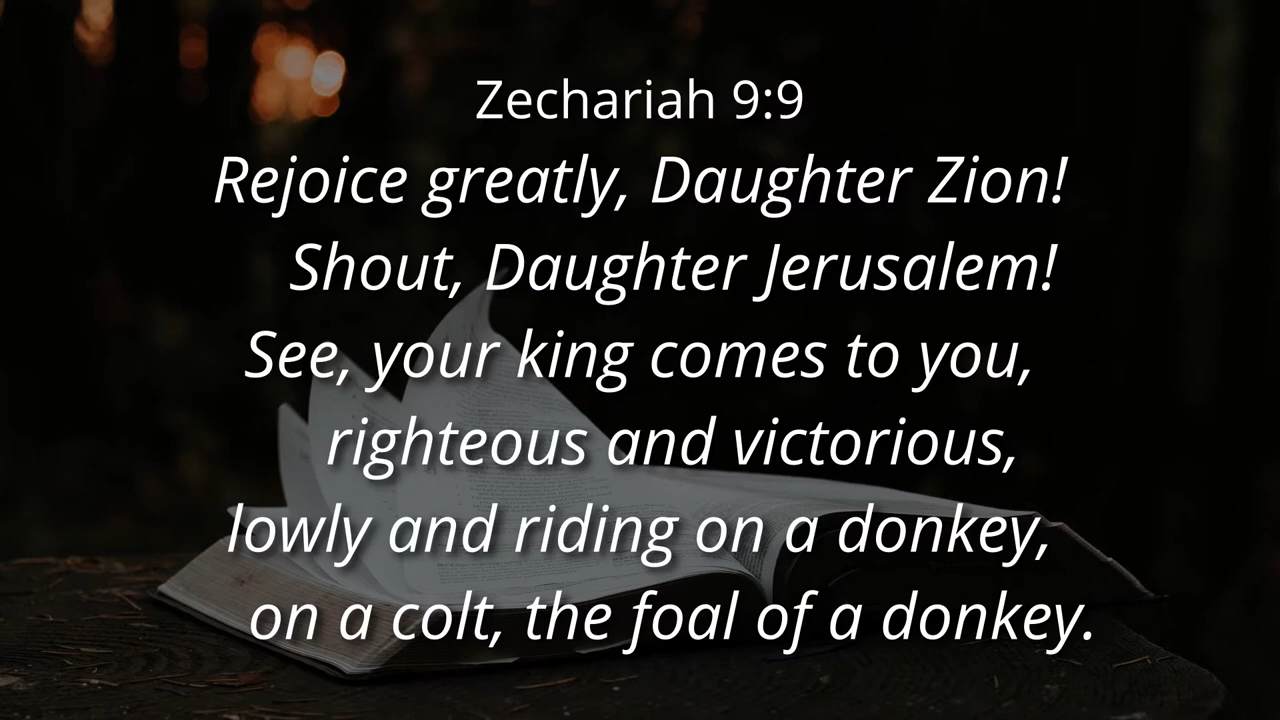 Zechariah 9:9
Rejoice greatly, Daughter Zion!
Shout, Daughter Jerusalem!
See, your king comes to you,
righteous and victorious,
lowly and riding on a donkey,
on a colt, the foal of a donkey.